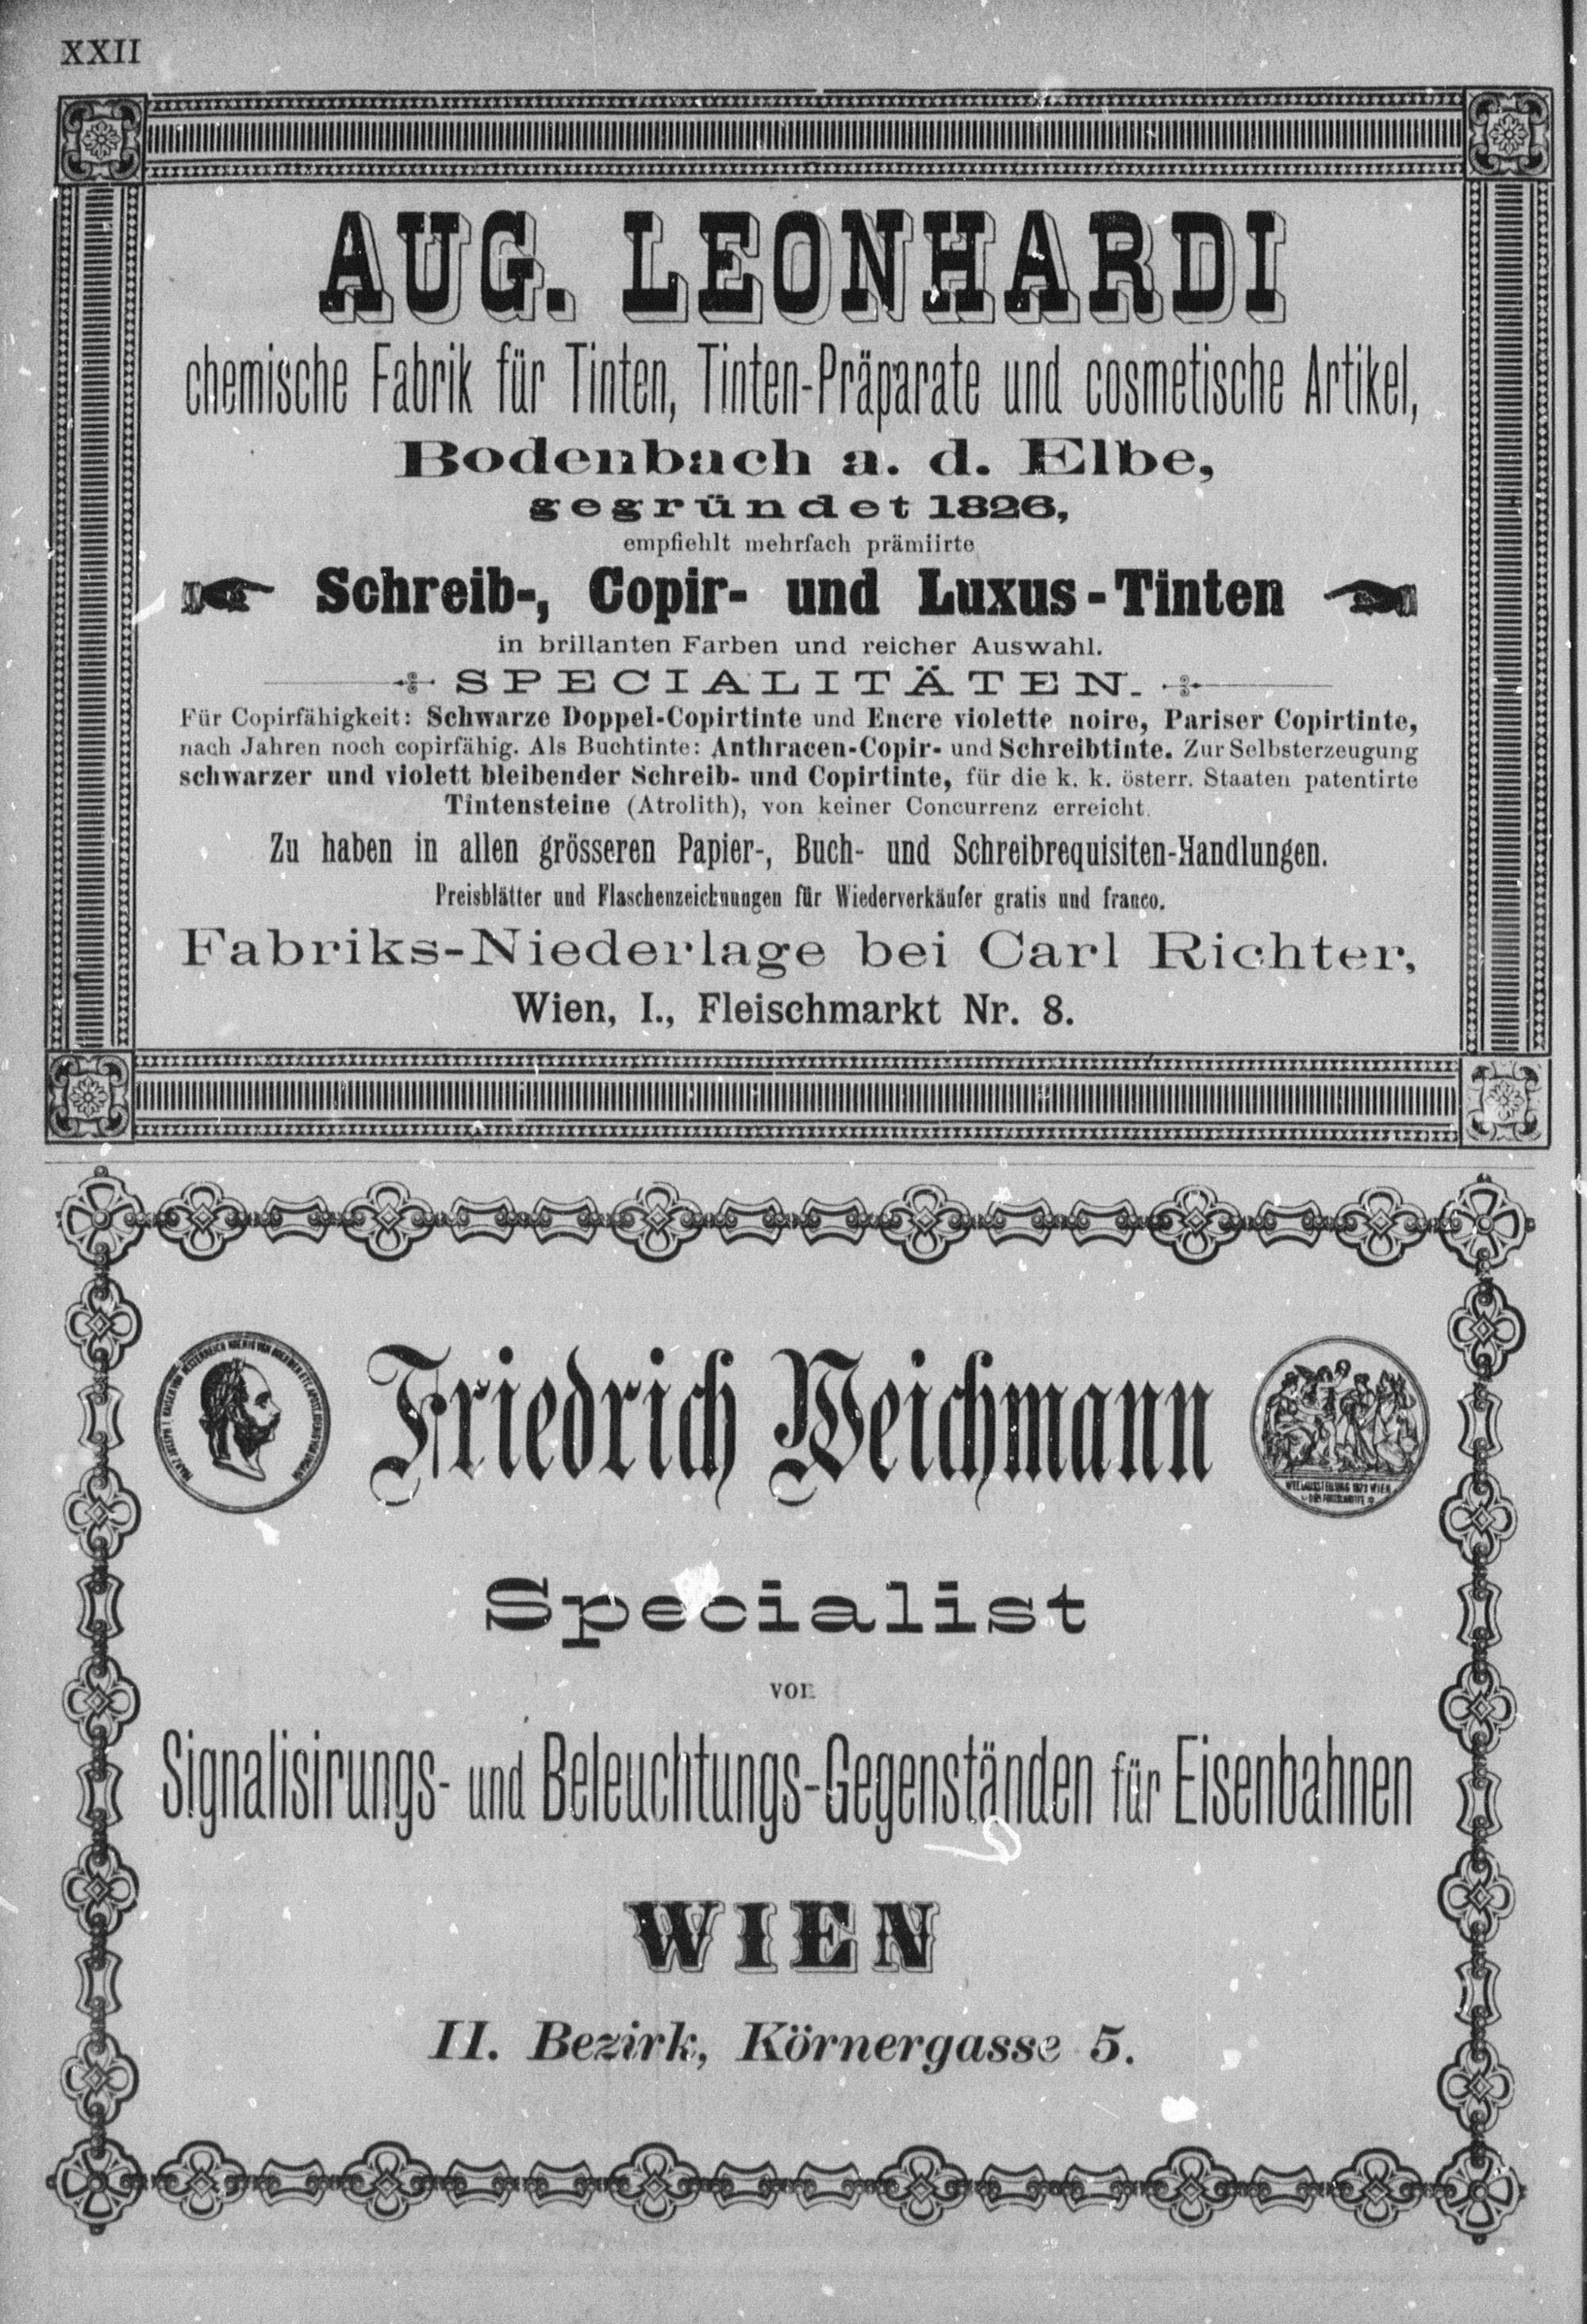 XXII
AUG. LEONHARDI
chemische Fabrik für Tinten, Tinten-Präparate und cosmetische Artikel,
Bodenbach a. d. Elbe,
gegründet 1826,
empfiehlt mehrfach prämiirte
Schreib-, Copir- und Luxus-Tinten
in brillanten Farben und reicher Auswahl.
SPECIALITÄTEN.
Für Copirfähigkeit: Schwarze Doppel-Copirtinte und Encre violette noire, Pariser Copirtinte,
nach Jahren noch copirfähig. Als Buchtinte: Anthracen-Copir- und Schreibtinte. Zur Selbsterzeugung
schwarzer und violett bleibender Schreib- und Copirtinte, für die k. k. österr. Staaten patentirte
Tintensteine (Atrolith), von keiner Concurrenz erreicht.
Zu haben in allen grösseren Papier-, Buch- und Schreibrequisiten-Handlungen.
Preisblätter und Flaschenzeichnungen für Wiederverkäufer gratis und franco.
Fabriks-Niederlage bei Carl Richter,
Wien, I., Fleischmarkt Nr. 8.
Friedrich Weichmann
WELTAUSSTELLUNG 1873 WIEN
Specialist
von
Signalisirungs- und Beleuchtungs-Gegenständen für Eisenbahnen
WIEN
II. Bezirk, Körnergasse 5.